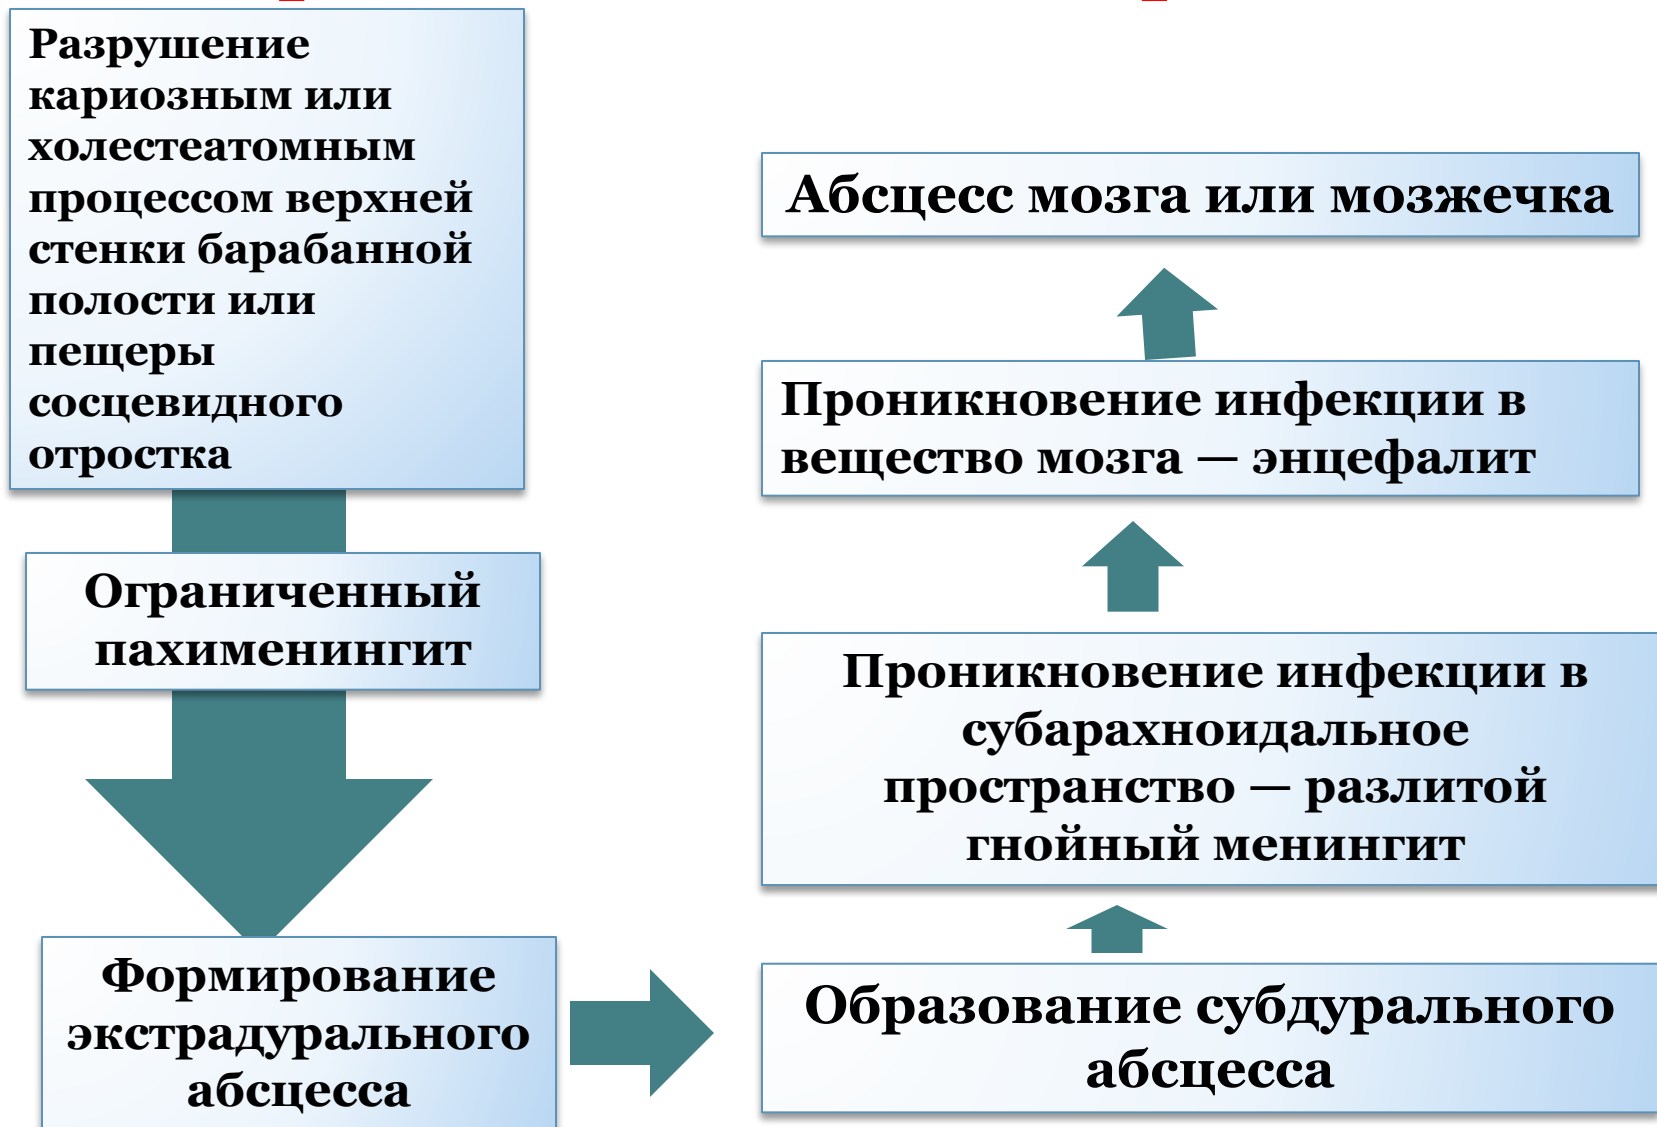 Разрушение
кариозным или
холестеатомным
процессом верхней
стенки барабанной
полости или
пещеры
сосцевидного
отростка
Ограниченный
пахименингит
Формирование
экстрадурального
абсцесса
Образование субдурального
абсцесса
Проникновение инфекции в
субарахноидальное
пространство — разлитой
гнойный менингит
Проникновение инфекции в
вещество мозга — энцефалит
Абсцесс мозга или мозжечка